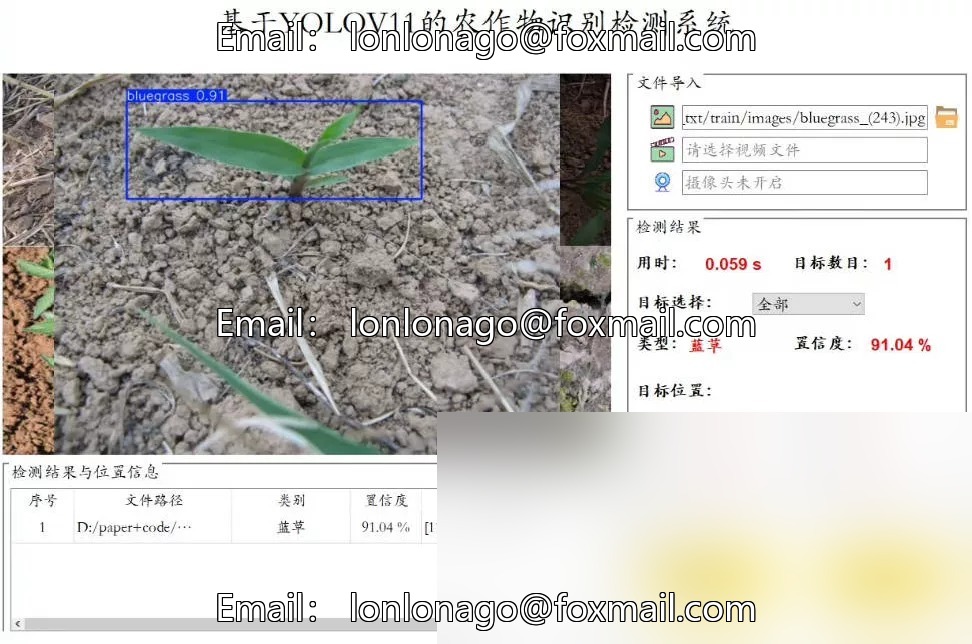 基于YOLOV11的农作物识别检测系统
Email： lonlonago@foxmail.com
bluegrass 0.91
文件导入
.txt/train/images/bluegrass_(243).jpg
请选择视频文件
摄像头未开启
检测结果
用时： 0.059 s 目标数目： 1
目标选择： 全部
Email： lonlonago@foxmail.com
类型： 蓝草 置信度： 91.04 %
目标位置：
检测结果与位置信息
序号 文件路径 类别 置信度
1 D:/paper+code/… 蓝草 91.04 %
Email： lonlonago@foxmail.com